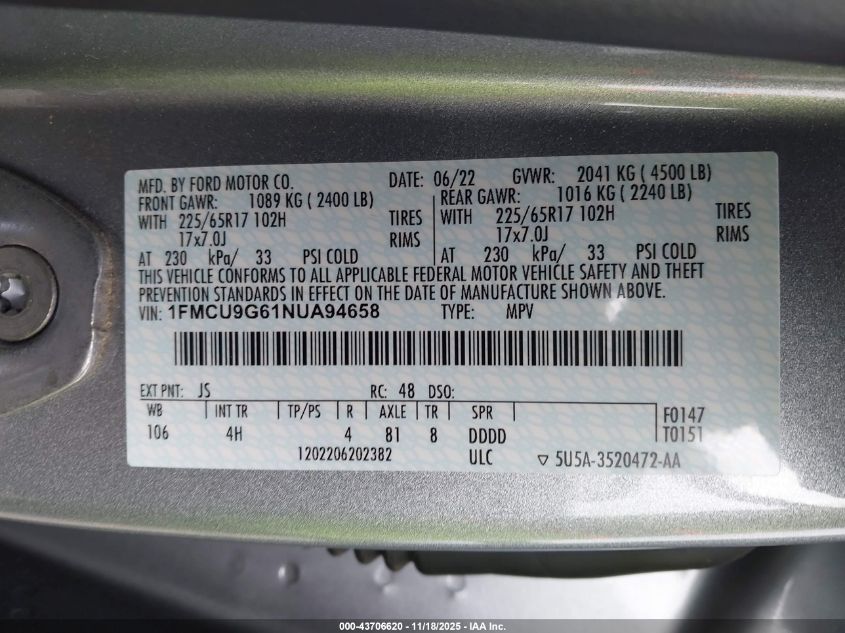 MFD. BY FORD MOTOR CO. DATE: 06/22 GVWR: 2041 KG ( 4500 LB)
FRONT GAWR: 1089 KG ( 2400 LB) REAR GAWR: 1016 KG ( 2240 LB)
WITH 225/65R17 102H TIRES WITH 225/65R17 102H TIRES
17x7.0J RIMS 17x7.0J RIMS
AT 230 kPa/ 33 PSI COLD AT 230 kPa/ 33 PSI COLD
THIS VEHICLE CONFORMS TO ALL APPLICABLE FEDERAL MOTOR VEHICLE SAFETY AND THEFT
PREVENTION STANDARDS IN EFFECT ON THE DATE OF MANUFACTURE SHOWN ABOVE.
VIN: 1FMCU9G61NUA94658 TYPE: MPV
EXT PNT: JS RC: 48 DSO:
WB INT TR TP/PS R AXLE TR SPR F0147
106 4H 4 81 8 DDDD T0151
1202206202382 ULC ▽ 5U5A-3520472-AA
000-43706620 — 11/18/2025 — IAA Inc.